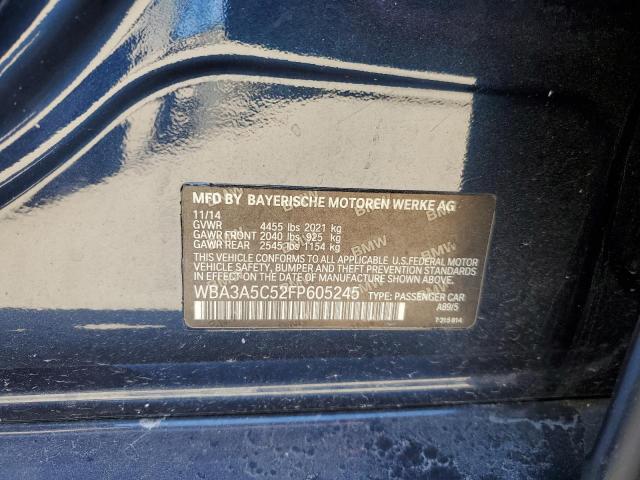 MFD BY BAYERISCHE MOTOREN WERKE AG
11/14
GVWR 4455 lbs 2021 kg
GAWR FRONT 2040 lbs 925 kg
GAWR REAR 2545 lbs 1154 kg
THIS VEHICLE CONFORMS TO ALL APPLICABLE U.S.FEDERAL MOTOR
VEHICLE SAFETY, BUMPER, AND THEFT PREVENTION STANDARDS
IN EFFECT ON THE DATE OF MANUFACTURE SHOWN ABOVE.
WBA3A5C52FP605245 TYPE: PASSENGER CAR
A89/5